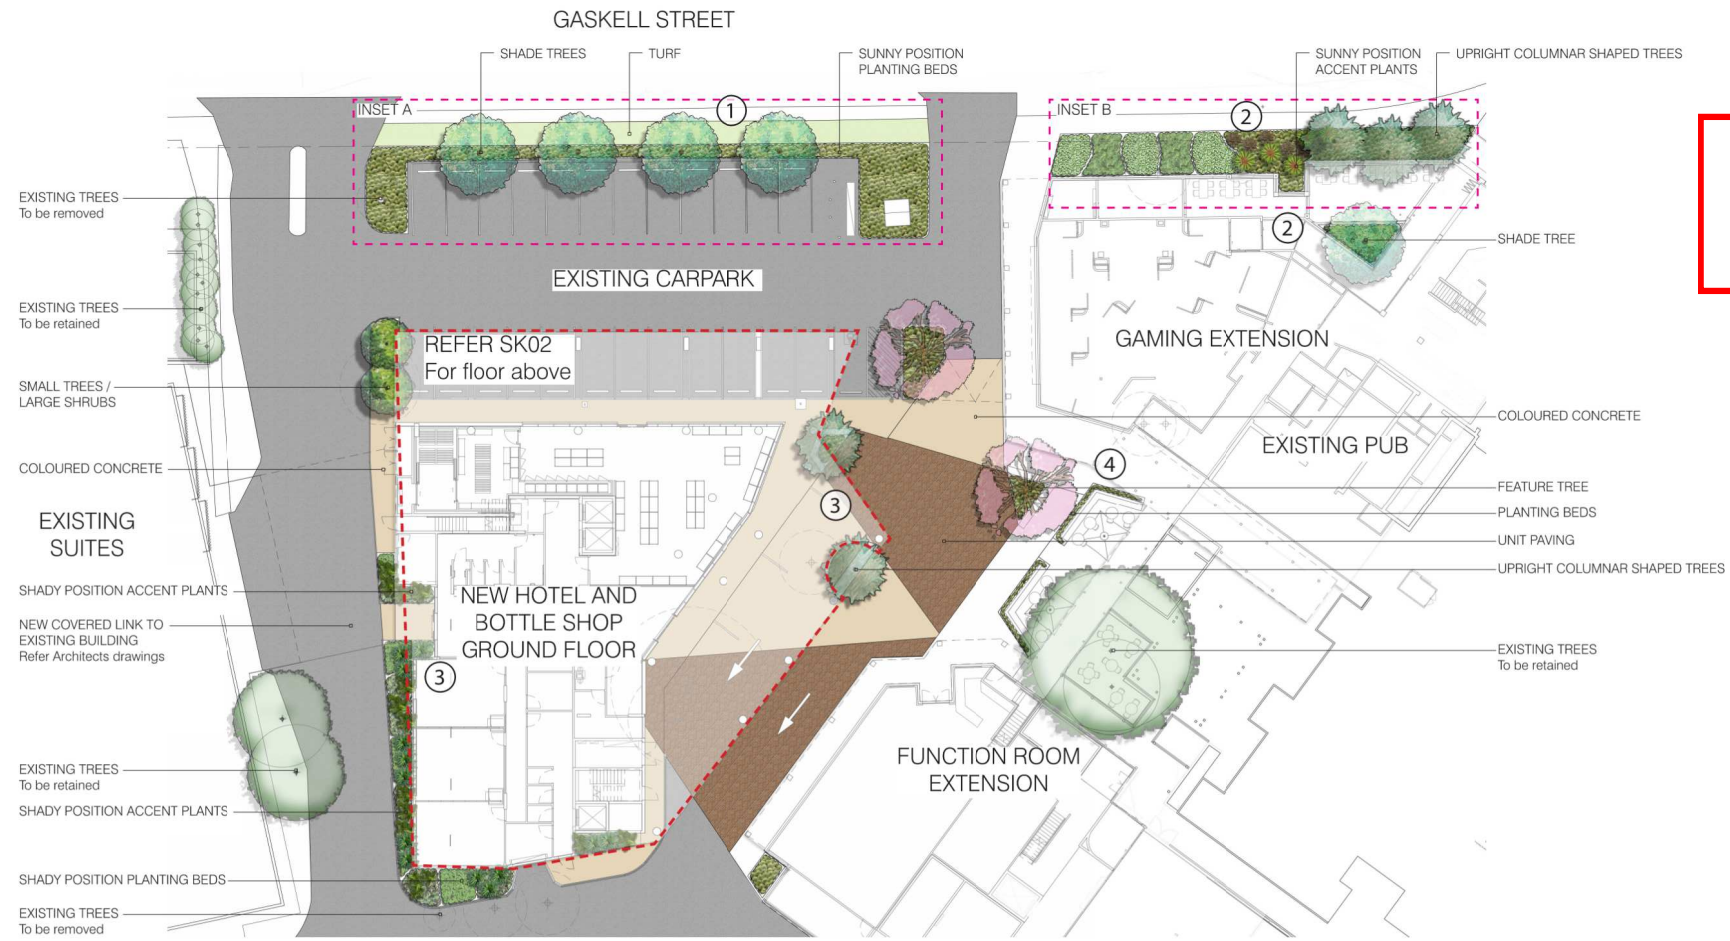 GASKELL STREET
SHADE TREES
TURF
SUNNY POSITION
PLANTING BEDS
SUNNY POSITION
ACCENT PLANTS
UPRIGHT COLUMNAR SHAPED TREES
INSET A
1
INSET B
2
EXISTING TREES
To be removed
2
SHADE TREE
EXISTING CARPARK
EXISTING TREES
To be retained
REFER SK02
For floor above
GAMING EXTENSION
SMALL TREES /
LARGE SHRUBS
COLOURED CONCRETE
EXISTING PUB
COLOURED CONCRETE
4
FEATURE TREE
3
PLANTING BEDS
EXISTING
SUITES
UNIT PAVING
UPRIGHT COLUMNAR SHAPED TREES
SHADY POSITION ACCENT PLANTS
NEW HOTEL AND
BOTTLE SHOP
GROUND FLOOR
NEW COVERED LINK TO
EXISTING BUILDING
Refer Architects drawings
EXISTING TREES
To be retained
3
FUNCTION ROOM
EXTENSION
EXISTING TREES
To be retained
SHADY POSITION ACCENT PLANTS
SHADY POSITION PLANTING BEDS
EXISTING TREES
To be removed